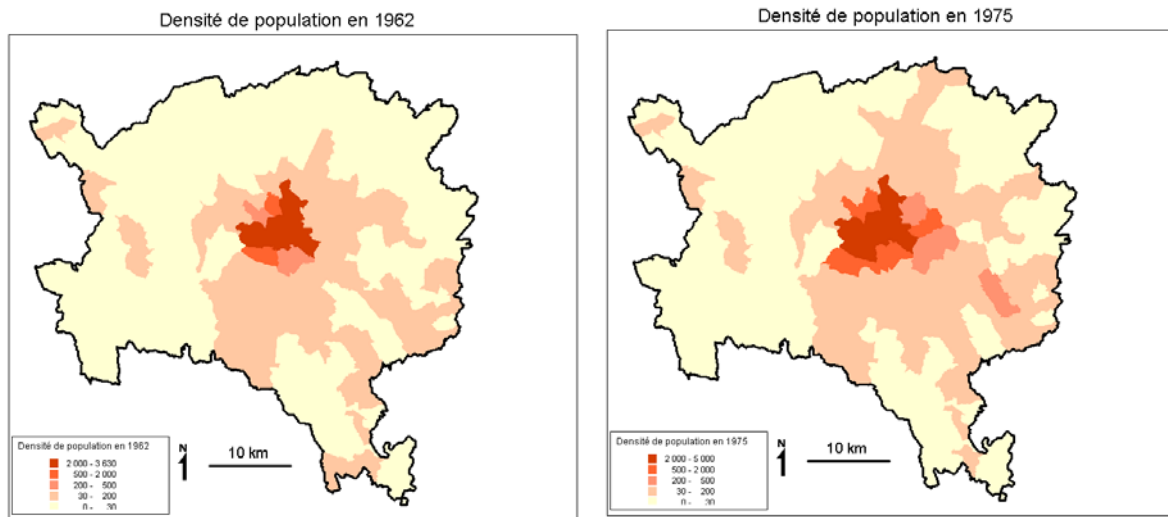 Densité de population en 1962
Densité de population en 1975
Densité de population en 1962
2 000 - 3 630
500 - 2 000
200 - 500
30 - 200
0 - 30
N
10 km
Densité de population en 1975
2 000 - 5 000
500 - 2 000
200 - 500
30 - 200
0 - 30
N
10 km